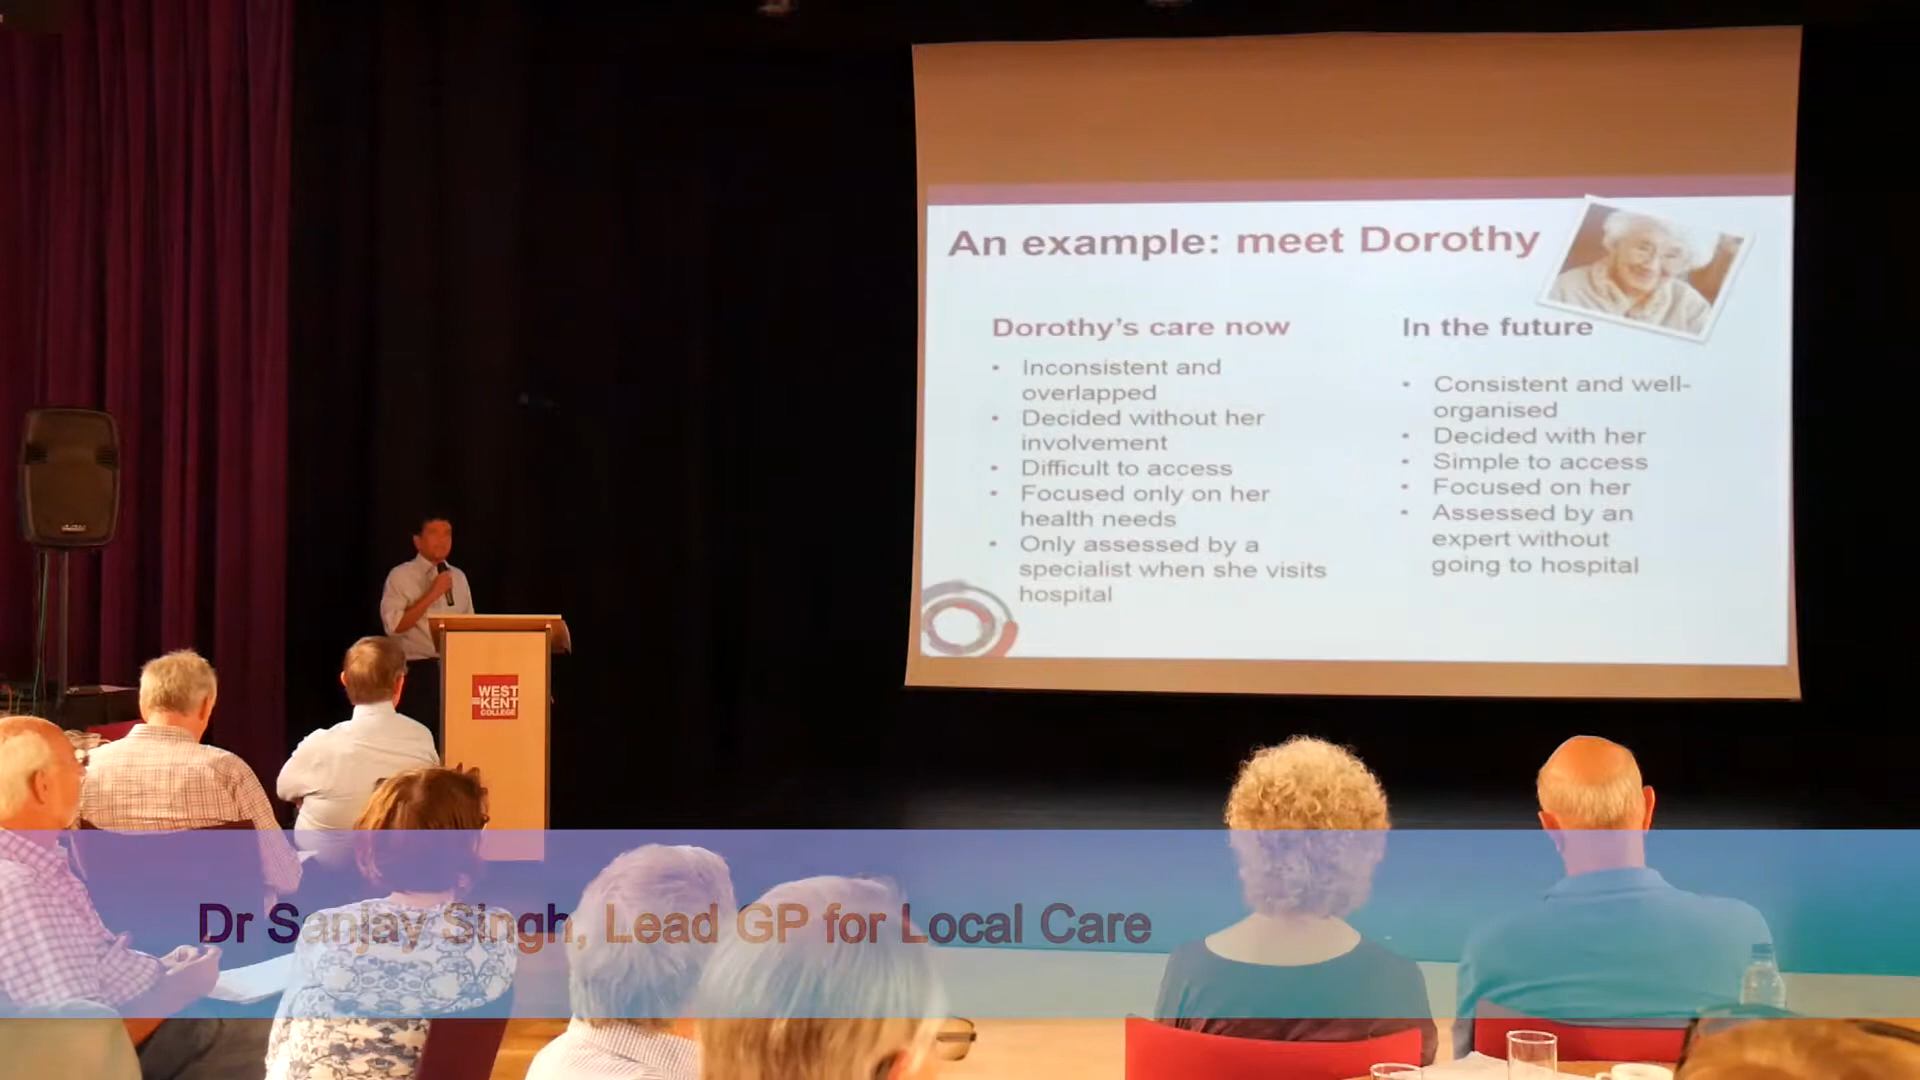 An example: meet Dorothy
Dorothy's care now
• Inconsistent and
overlapped
• Decided without her
involvement
• Difficult to access
• Focused only on her
health needs
• Only assessed by a
specialist when she visits
hospital
In the future
• Consistent and well-
organised
• Decided with her
• Simple to access
• Focused on her
• Assessed by an
expert without
going to hospital
WEST
KENT
COLLEGE
Dr Sanjay Singh, Lead GP for Local Care